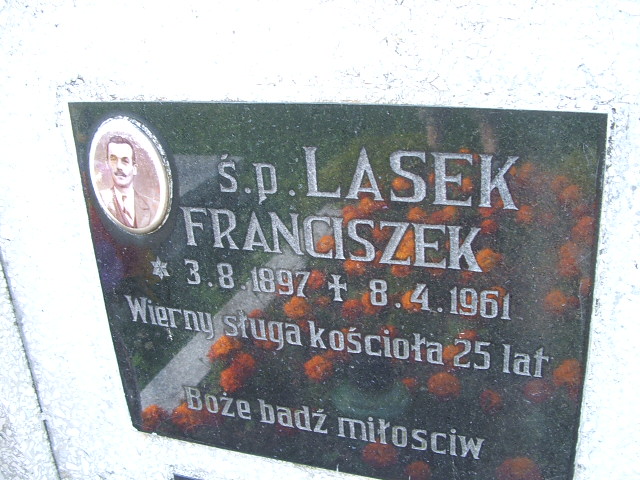 Ś.p. LASEK
FRANCISZEK
* 3.8.1897 ✝ 8.4.1961
Wierny sługa kościoła 25 lat
Boże badź miłosciw